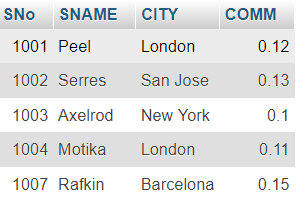 SNo SNAME CITY COMM
1001 Peel London 0.12
1002 Serres San Jose 0.13
1003 Axelrod New York 0.1
1004 Motika London 0.11
1007 Rafkin Barcelona 0.15